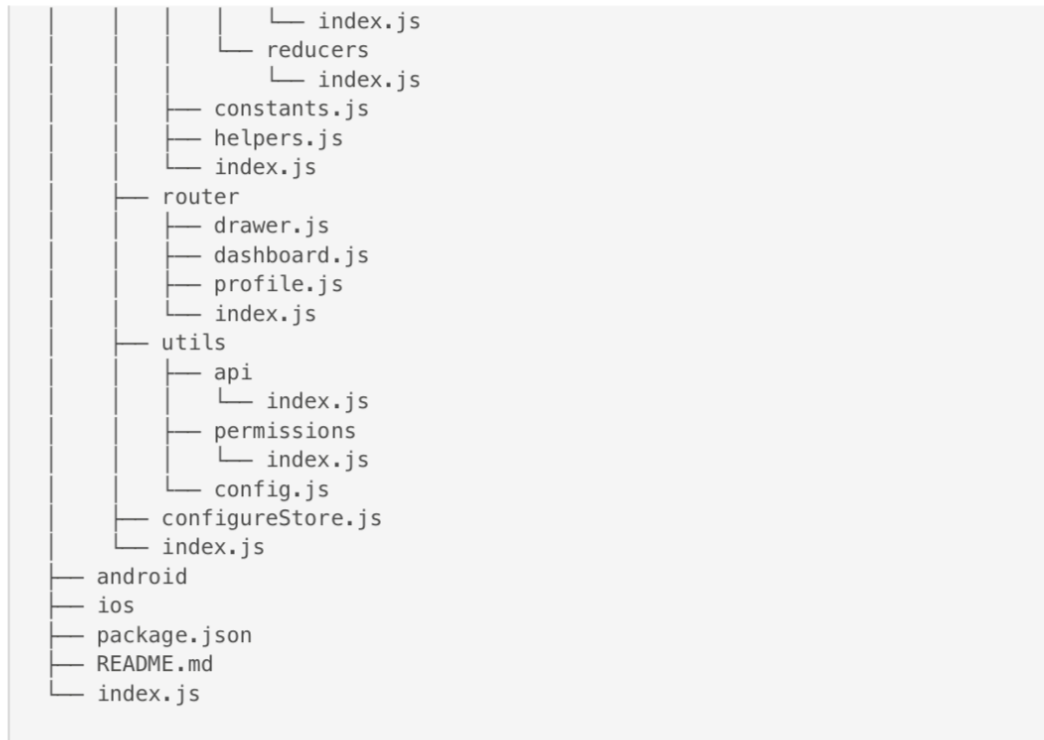 │       │     │     │     └── index.js
│       │     │     └── reducers
│       │     │           └── index.js
│       │     ├── constants.js
│       │     ├── helpers.js
│       │     └── index.js
│       ├── router
│       │     ├── drawer.js
│       │     ├── dashboard.js
│       │     ├── profile.js
│       │     └── index.js
│       ├── utils
│       │     ├── api
│       │     │     └── index.js
│       │     ├── permissions
│       │     │     └── index.js
│       │     └── config.js
│       ├── configureStore.js
│       └── index.js
├── android
├── ios
├── package.json
├── README.md
└── index.js